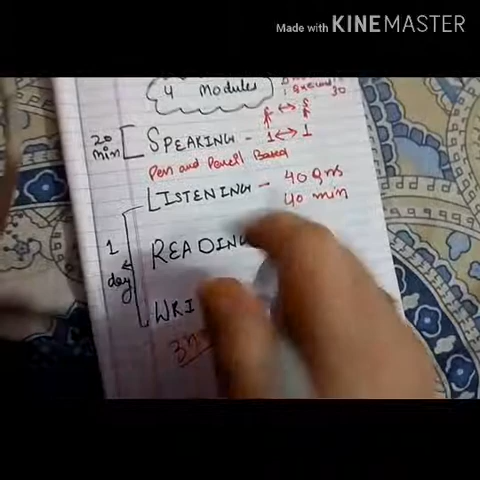 Made with KINEMASTER
4 Modules
30
20 min
SPEAKING - 1 ↔ 1
f ↔ f
Pen and Pencil Based
LISTENING - 40 Qns
40 min
1 day
READING
WRI